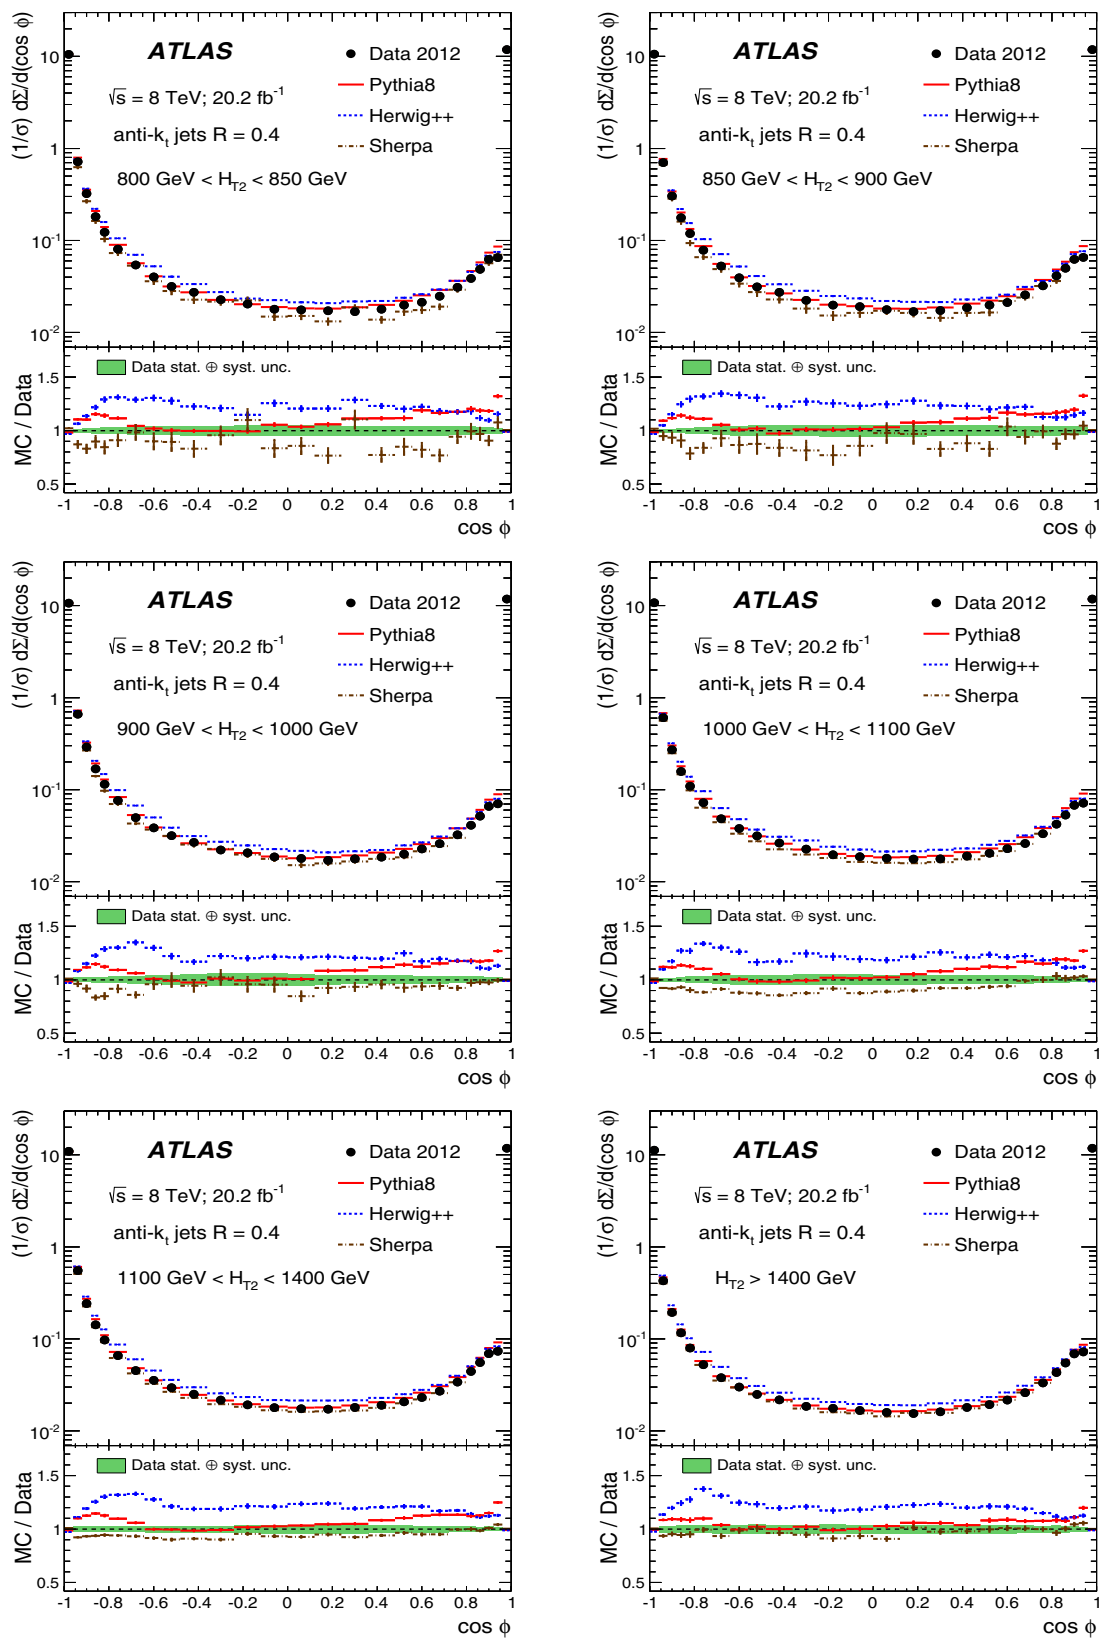 (1/σ) dΣ/d(cos ϕ)
10
1
10⁻¹
10⁻²
ATLAS
√s = 8 TeV; 20.2 fb⁻¹
anti-kₜ jets R = 0.4
800 GeV < H_T2 < 850 GeV
Data 2012
Pythia8
Herwig++
Sherpa
MC / Data
1.5
1
0.5
Data stat. ⊕ syst. unc.
-1 -0.8 -0.6 -0.4 -0.2 0 0.2 0.4 0.6 0.8 1
cos ϕ
(1/σ) dΣ/d(cos ϕ)
10
1
10⁻¹
10⁻²
ATLAS
√s = 8 TeV; 20.2 fb⁻¹
anti-kₜ jets R = 0.4
850 GeV < H_T2 < 900 GeV
Data 2012
Pythia8
Herwig++
Sherpa
MC / Data
1.5
1
0.5
Data stat. ⊕ syst. unc.
-1 -0.8 -0.6 -0.4 -0.2 0 0.2 0.4 0.6 0.8 1
cos ϕ
(1/σ) dΣ/d(cos ϕ)
10
1
10⁻¹
10⁻²
ATLAS
√s = 8 TeV; 20.2 fb⁻¹
anti-kₜ jets R = 0.4
900 GeV < H_T2 < 1000 GeV
Data 2012
Pythia8
Herwig++
Sherpa
MC / Data
1.5
1
0.5
Data stat. ⊕ syst. unc.
-1 -0.8 -0.6 -0.4 -0.2 0 0.2 0.4 0.6 0.8 1
cos ϕ
(1/σ) dΣ/d(cos ϕ)
10
1
10⁻¹
10⁻²
ATLAS
√s = 8 TeV; 20.2 fb⁻¹
anti-kₜ jets R = 0.4
1000 GeV < H_T2 < 1100 GeV
Data 2012
Pythia8
Herwig++
Sherpa
MC / Data
1.5
1
0.5
Data stat. ⊕ syst. unc.
-1 -0.8 -0.6 -0.4 -0.2 0 0.2 0.4 0.6 0.8 1
cos ϕ
(1/σ) dΣ/d(cos ϕ)
10
1
10⁻¹
10⁻²
ATLAS
√s = 8 TeV; 20.2 fb⁻¹
anti-kₜ jets R = 0.4
1100 GeV < H_T2 < 1400 GeV
Data 2012
Pythia8
Herwig++
Sherpa
MC / Data
1.5
1
0.5
Data stat. ⊕ syst. unc.
-1 -0.8 -0.6 -0.4 -0.2 0 0.2 0.4 0.6 0.8 1
cos ϕ
(1/σ) dΣ/d(cos ϕ)
10
1
10⁻¹
10⁻²
ATLAS
√s = 8 TeV; 20.2 fb⁻¹
anti-kₜ jets R = 0.4
H_T2 > 1400 GeV
Data 2012
Pythia8
Herwig++
Sherpa
MC / Data
1.5
1
0.5
Data stat. ⊕ syst. unc.
-1 -0.8 -0.6 -0.4 -0.2 0 0.2 0.4 0.6 0.8 1
cos ϕ